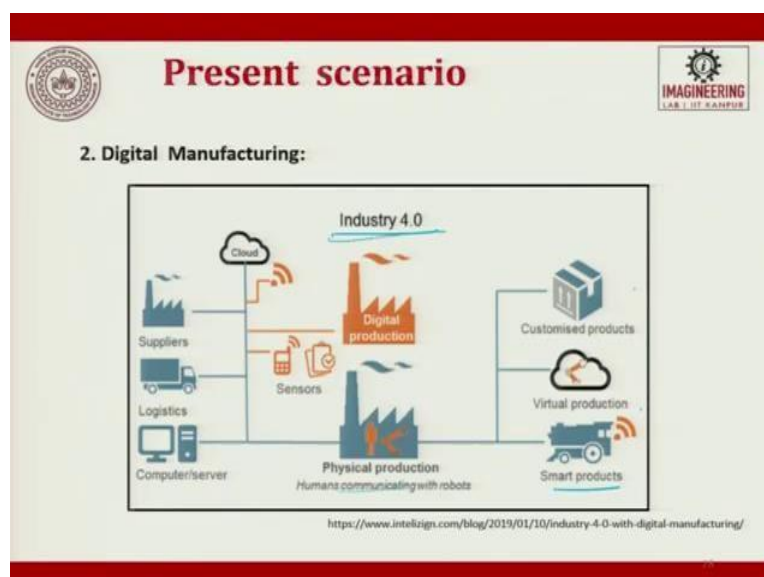 Present scenario
IMAGINEERING
LAB | IIT KANPUR
2. Digital Manufacturing:
Industry 4.0
Cloud
Suppliers
Digital
production
Customised products
Sensors
Logistics
Virtual production
Computer/server
Physical production
Humans communicating with robots
Smart products
https://www.intelizign.com/blog/2019/01/10/industry-4-0-with-digital-manufacturing/